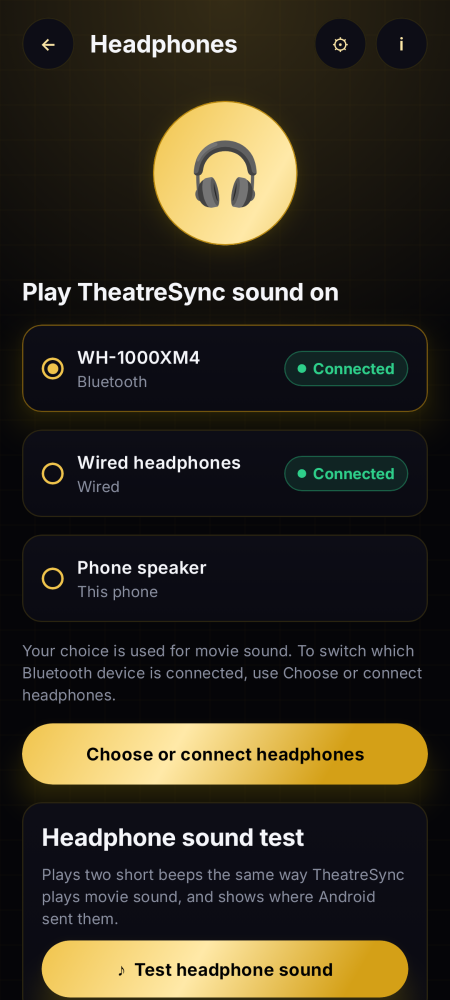 Headphones
Play TheatreSync sound on
WH-1000XM4
Bluetooth
Connected
Wired headphones
Wired
Connected
Phone speaker
This phone
Your choice is used for movie sound. To switch which
Bluetooth device is connected, use Choose or connect
headphones.
Choose or connect headphones
Headphone sound test
Plays two short beeps the same way TheatreSync
plays movie sound, and shows where Android
sent them.
♪ Test headphone sound